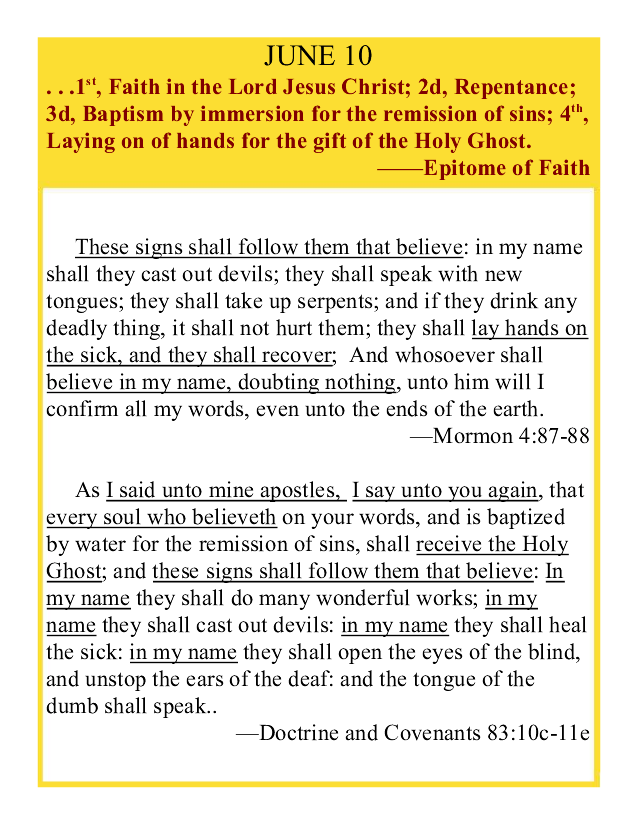 JUNE 10
. . .1st, Faith in the Lord Jesus Christ; 2d, Repentance;
3d, Baptism by immersion for the remission of sins; 4th,
Laying on of hands for the gift of the Holy Ghost.
——Epitome of Faith
These signs shall follow them that believe: in my name
shall they cast out devils; they shall speak with new
tongues; they shall take up serpents; and if they drink any
deadly thing, it shall not hurt them; they shall lay hands on
the sick, and they shall recover;  And whosoever shall
believe in my name, doubting nothing, unto him will I
confirm all my words, even unto the ends of the earth.
—Mormon 4:87-88
As I said unto mine apostles,  I say unto you again, that
every soul who believeth on your words, and is baptized
by water for the remission of sins, shall receive the Holy
Ghost; and these signs shall follow them that believe: In
my name they shall do many wonderful works; in my
name they shall cast out devils: in my name they shall heal
the sick: in my name they shall open the eyes of the blind,
and unstop the ears of the deaf: and the tongue of the
dumb shall speak..
—Doctrine and Covenants 83:10c-11e